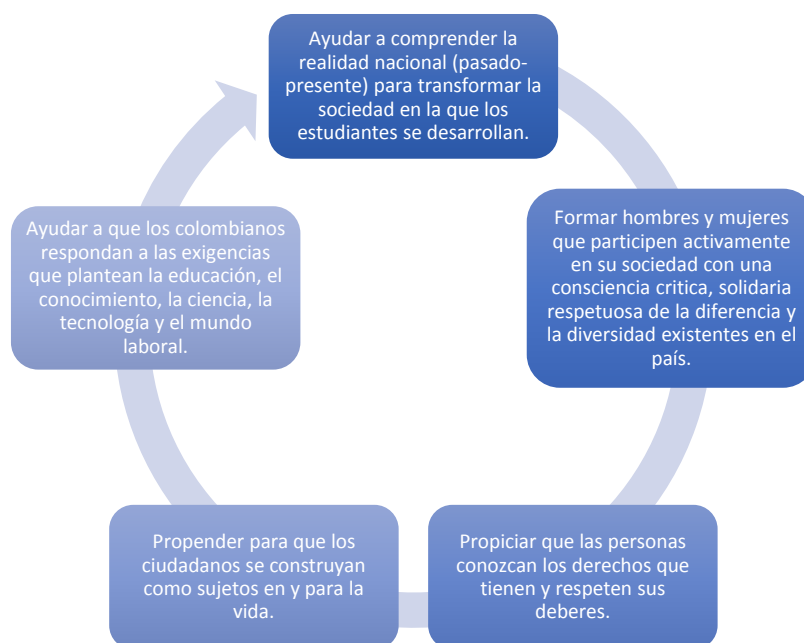 Ayudar a comprender la
realidad nacional (pasado-
presente) para transformar la
sociedad en la que los
estudiantes se desarrollan.
Formar hombres y mujeres
que participen activamente
en su sociedad con una
consciencia critica, solidaria
respetuosa de la diferencia y
la diversidad existentes en el
país.
Propiciar que las personas
conozcan los derechos que
tienen y respeten sus
deberes.
Propender para que los
ciudadanos se construyan
como sujetos en y para la
vida.
Ayudar a que los colombianos
respondan a las exigencias
que plantean la educación, el
conocimiento, la ciencia, la
tecnología y el mundo
laboral.